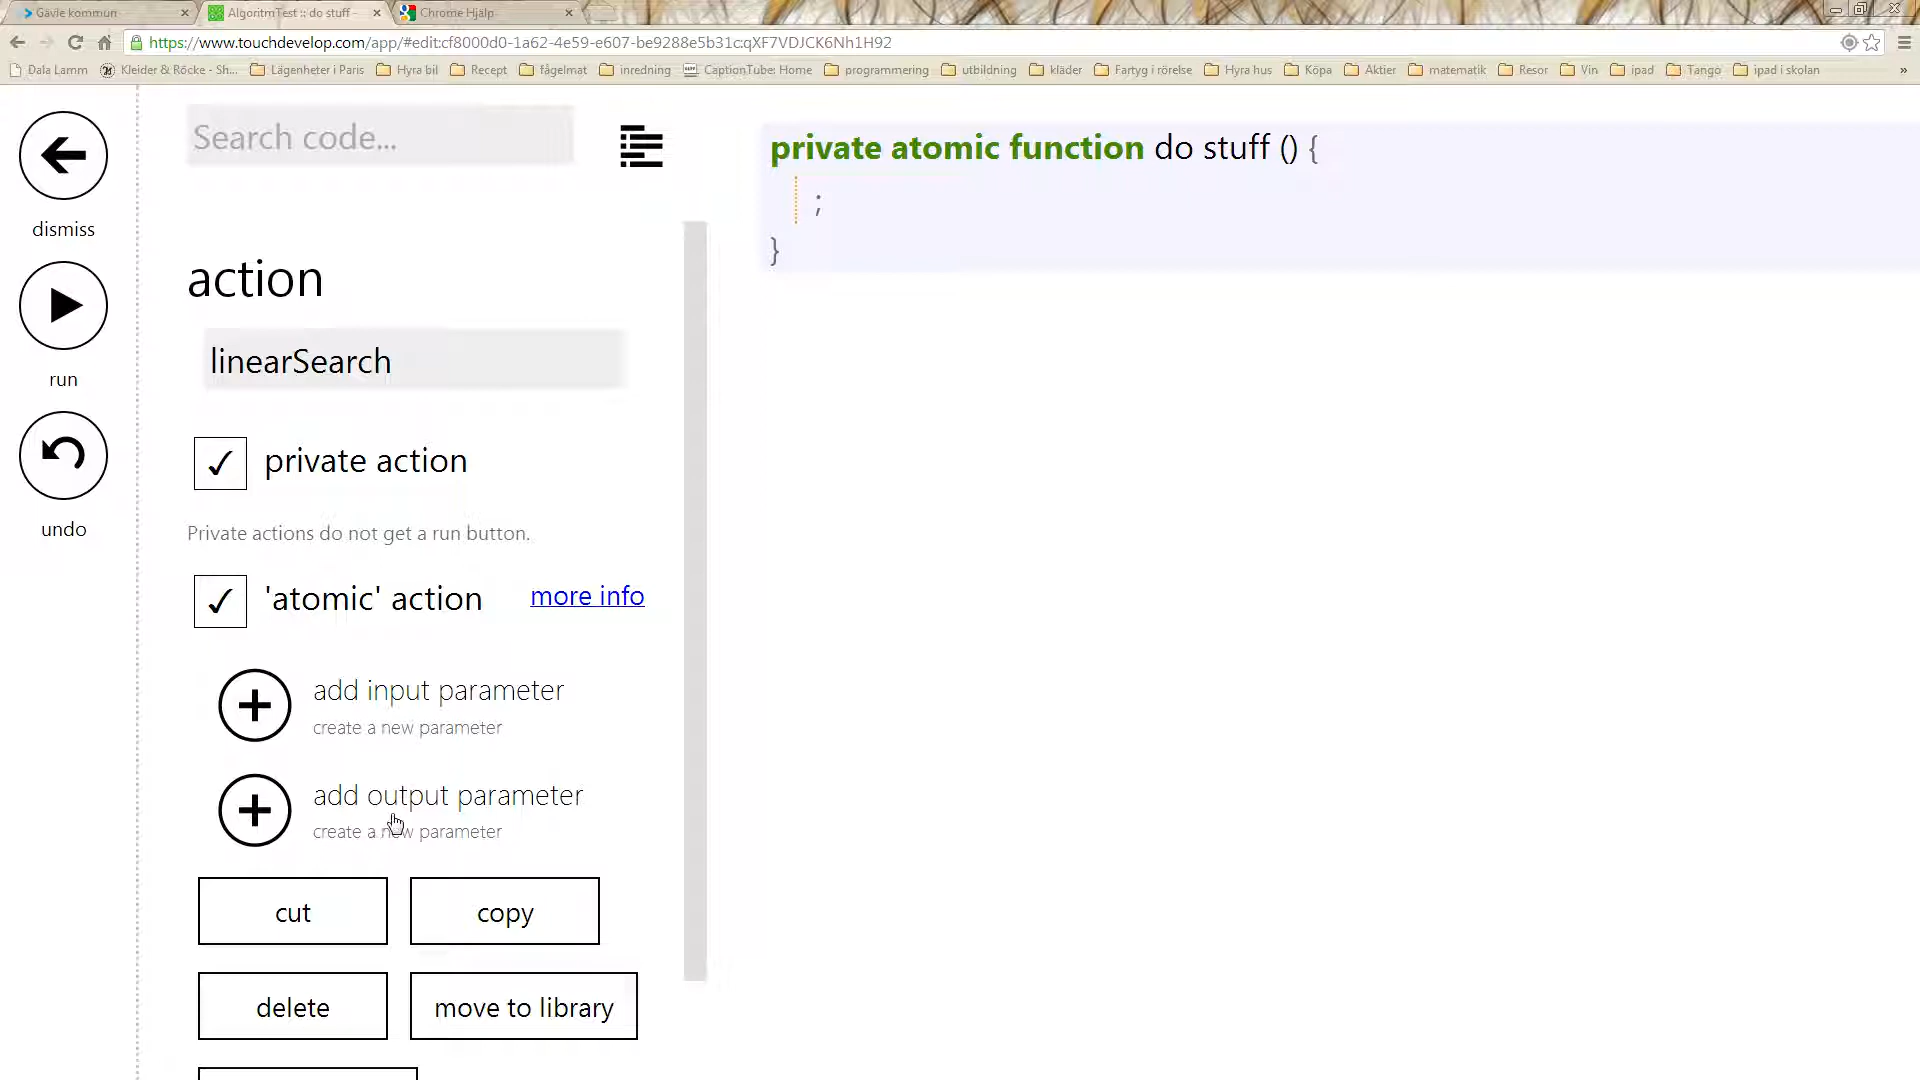 Gävle kommun
AlgoritmTest :: do stuff -
Chrome Hjälp
https://www.touchdevelop.com/app/#edit:cf8000d0-1a62-4e59-e607-be9288e5b31c:qXF7VDJCK6Nh1H92
Dala Lamm Kleider & Röcke - Sh... Lägenheter i Paris Hyra bil Recept fågelmat inredning CaptionTube: Home programmering utbildning kläder Fartyg i rörelse Hyra hus Köpa Aktier matematik Resor Vin ipad Tango ipad i skolan »
dismiss
run
undo
Search code...
action
linearSearch
✓ private action
Private actions do not get a run button.
✓ 'atomic' action more info
add input parameter
create a new parameter
add output parameter
create a new parameter
cut copy
delete move to library
private atomic function do stuff () {
;
}